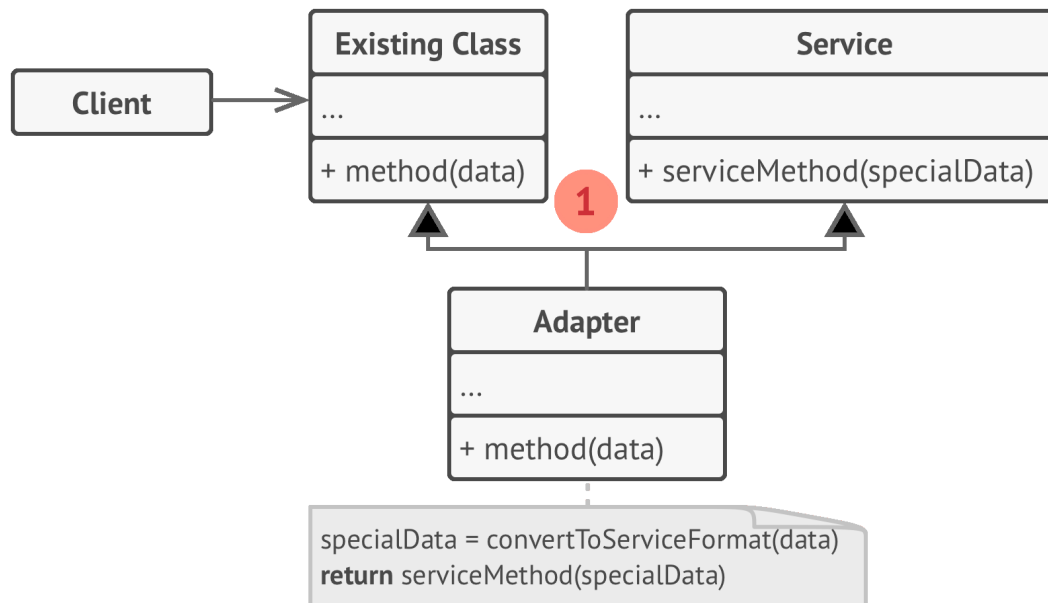 Client
Existing Class
...
+ method(data)
Service
...
+ serviceMethod(specialData)
1
Adapter
...
+ method(data)
specialData = convertToServiceFormat(data)
return serviceMethod(specialData)